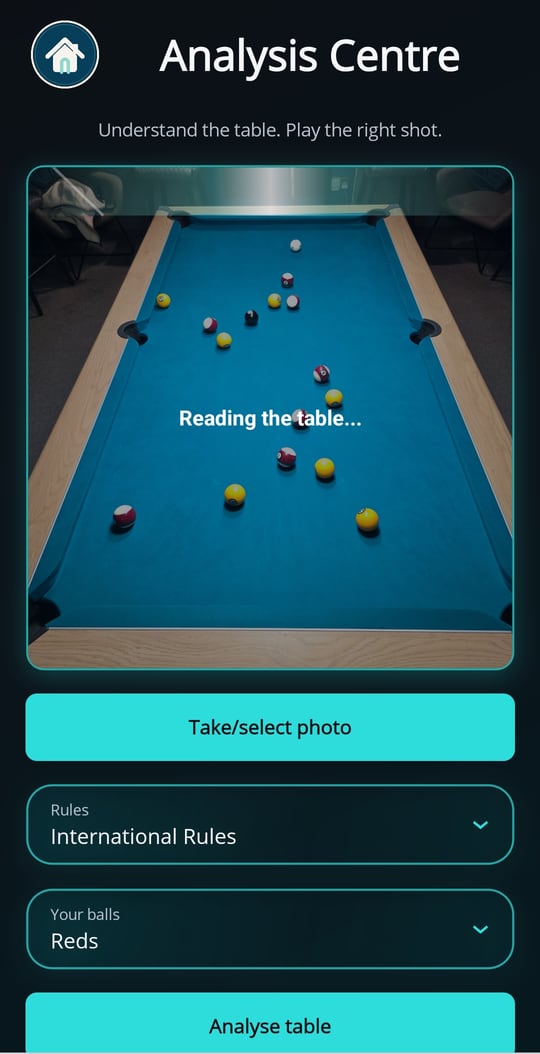 Analysis Centre
Understand the table. Play the right shot.
Reading the table...
Take/select photo
Rules
International Rules
Your balls
Reds
Analyse table